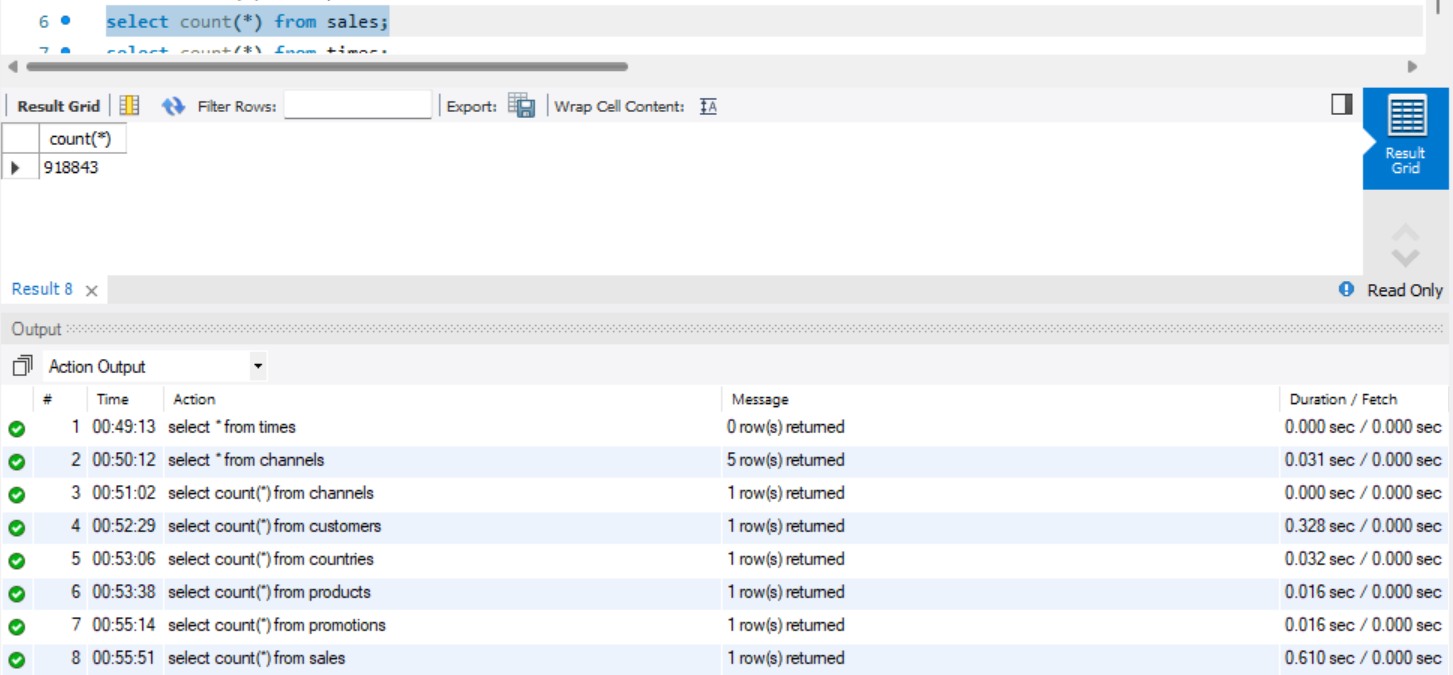 6 select count(*) from sales;
7 select count(*) from times;
Result Grid Filter Rows: Export: Wrap Cell Content: IA
count(*)
918843
Result
Grid
Result 8 × Read Only
Output
Action Output
# Time Action Message Duration / Fetch
1 00:49:13 select * from times 0 row(s) returned 0.000 sec / 0.000 sec
2 00:50:12 select * from channels 5 row(s) returned 0.031 sec / 0.000 sec
3 00:51:02 select count(*) from channels 1 row(s) returned 0.000 sec / 0.000 sec
4 00:52:29 select count(*) from customers 1 row(s) returned 0.328 sec / 0.000 sec
5 00:53:06 select count(*) from countries 1 row(s) returned 0.032 sec / 0.000 sec
6 00:53:38 select count(*) from products 1 row(s) returned 0.016 sec / 0.000 sec
7 00:55:14 select count(*) from promotions 1 row(s) returned 0.016 sec / 0.000 sec
8 00:55:51 select count(*) from sales 1 row(s) returned 0.610 sec / 0.000 sec